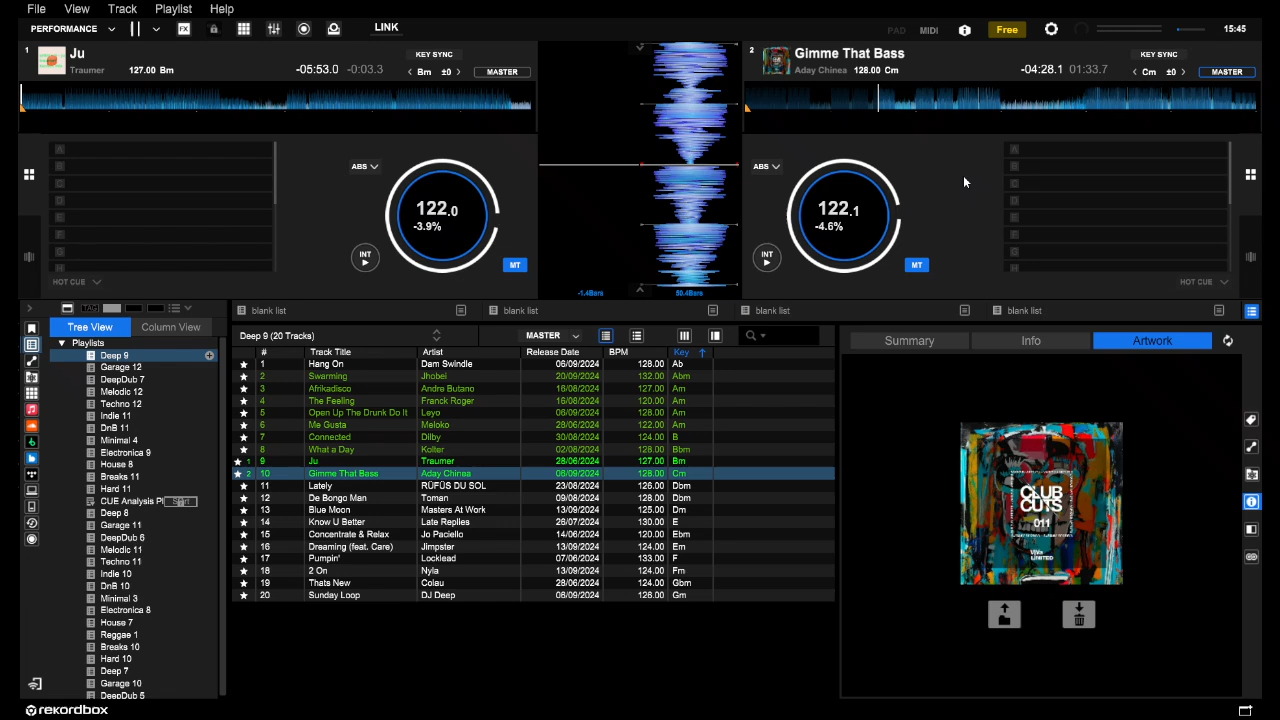 File View Track Playlist Help
PERFORMANCE FX LINK PAD MIDI Free 15:45
1 Ju KEY SYNC
Traumer 127.00 Bm -05:53.0 -0:03.3 Bm ±0 MASTER
2 Gimme That Bass KEY SYNC
Aday Chinea 128.00 Cm -04:28.1 01:33.7 Cm ±0 MASTER
A
B
C
D
E
F
G
H
HOT CUE
ABS
122.0
-3.9%
INT
MT
-1.4Bars 50.4Bars
ABS
122.1
-4.6%
INT
MT
A
B
C
D
E
F
G
H
HOT CUE
TAG
blank list blank list blank list blank list
Tree View Column View
Playlists
Deep 9
Garage 12
DeepDub 7
Melodic 12
Techno 12
Indie 11
DnB 11
Minimal 4
Electronica 9
House 8
Breaks 11
Hard 11
CUE Analysis Pl
Deep 8
Garage 11
DeepDub 6
Melodic 11
Techno 11
Indie 10
DnB 10
Minimal 3
Electronica 8
House 7
Reggae 1
Breaks 10
Hard 10
Deep 7
Garage 10
DeepDub 5
Deep 9 (20 Tracks) MASTER
# Track Title Artist Release Date BPM Key
1 Hang On Dam Swindle 06/09/2024 128.00 Ab
2 Swarming Jhobei 20/09/2024 132.00 Abm
3 Afrikadisco Andre Butano 16/08/2024 127.00 Am
4 The Feeling Franck Roger 16/08/2024 120.00 Am
5 Open Up The Drunk Do It Leyo 06/09/2024 128.00 Am
6 Me Gusta Meloko 28/06/2024 122.00 Am
7 Connected Dilby 30/08/2024 124.00 B
8 What a Day Kolter 02/08/2024 128.00 Bbm
1 9 Ju Traumer 28/06/2024 127.00 Bm
2 10 Gimme That Bass Aday Chinea 06/09/2024 128.00 Cm
11 Lately RÜFÜS DU SOL 23/08/2024 126.00 Dbm
12 De Bongo Man Toman 09/08/2024 128.00 Dbm
13 Blue Moon Masters At Work 13/09/2024 124.00 Dm
14 Know U Better Late Replies 26/07/2024 130.00 E
15 Concentrate & Relax Jo Paciello 13/09/2024 124.00 Ebm
16 Dreaming (feat. Care) Jimpster 13/09/2024 124.00 Em
17 Pumpin' Locklead 07/06/2024 133.00 F
18 2 On Nyla 13/09/2024 124.00 Fm
19 Thats New Colau 28/06/2024 124.00 Gbm
20 Sunday Loop DJ Deep 06/09/2024 128.00 Gm
Summary Info Artwork
CLUB
CUTS
011
VIVa
UNITED
rekordbox